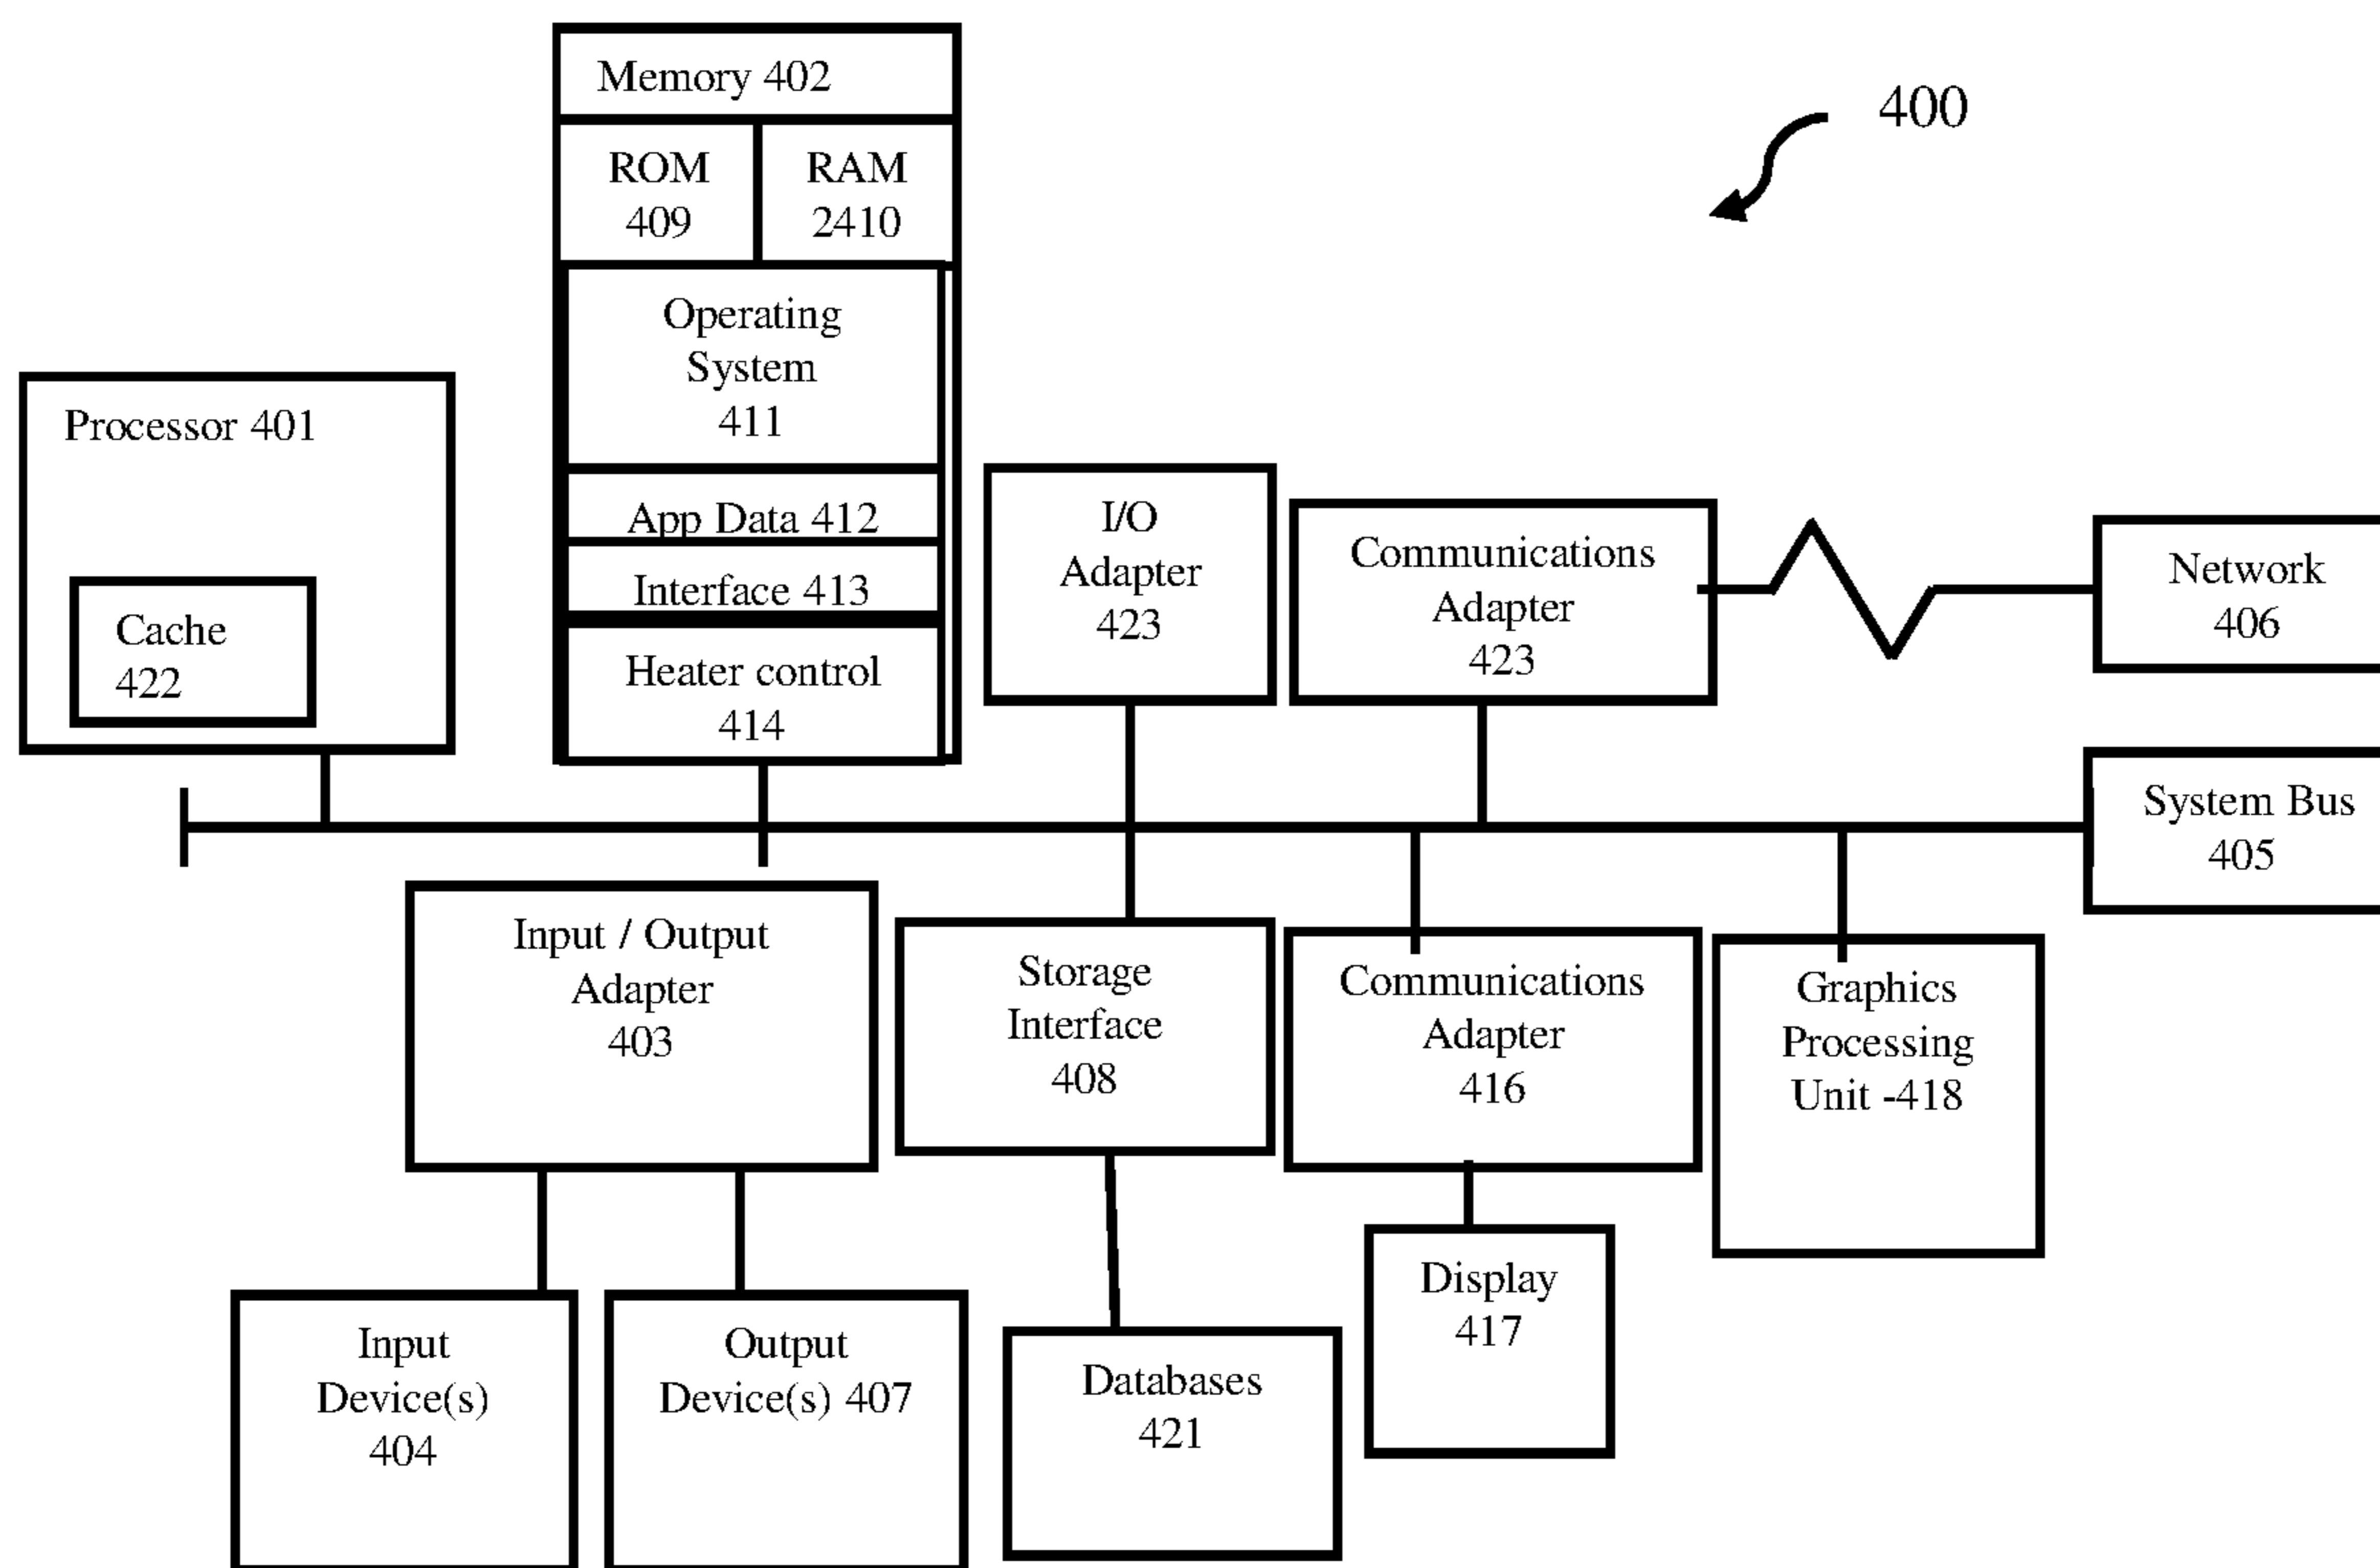 Memory 402
400
ROM
409
RAM
2410
Operating
System
411
App Data 412
Interface 413
Heater control
414
Processor 401
Cache
422
I/O
Adapter
423
Communications
Adapter
423
Network
406
System Bus
405
Input / Output
Adapter
403
Storage
Interface
408
Communications
Adapter
416
Graphics
Processing
Unit -418
Input
Device(s)
404
Output
Device(s) 407
Databases
421
Display
417